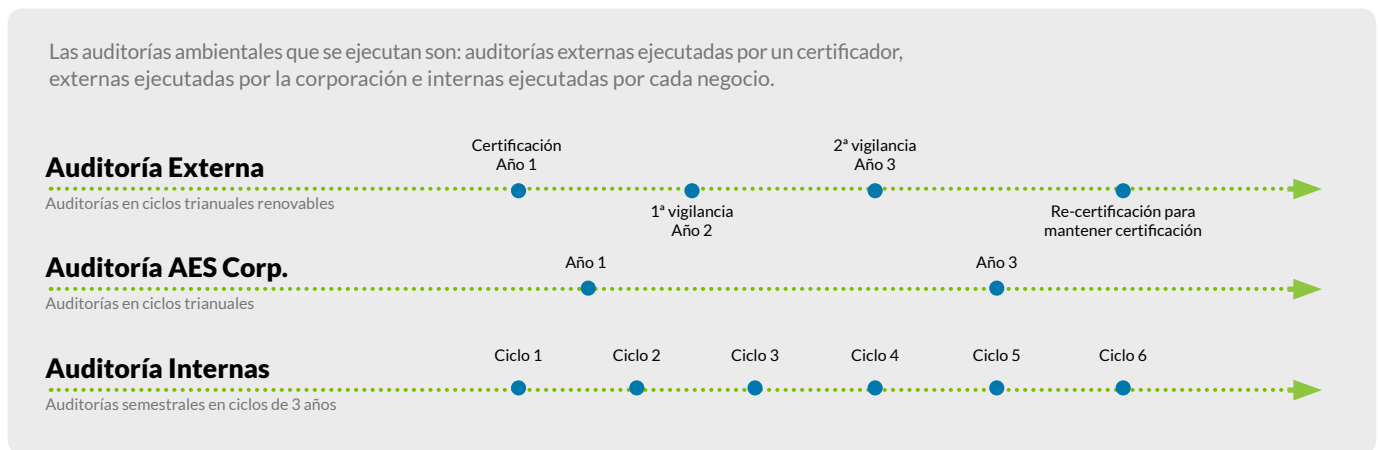 Las auditorías ambientales que se ejecutan son: auditorías externas ejecutadas por un certificador,
externas ejecutadas por la corporación e internas ejecutadas por cada negocio.
Auditoría Externa
Auditorías en ciclos trianuales renovables
Certificación
Año 1
1ª vigilancia
Año 2
2ª vigilancia
Año 3
Re-certificación para
mantener certificación
Auditoría AES Corp.
Auditorías en ciclos trianuales
Año 1
Año 3
Auditoría Internas
Auditorías semestrales en ciclos de 3 años
Ciclo 1
Ciclo 2
Ciclo 3
Ciclo 4
Ciclo 5
Ciclo 6